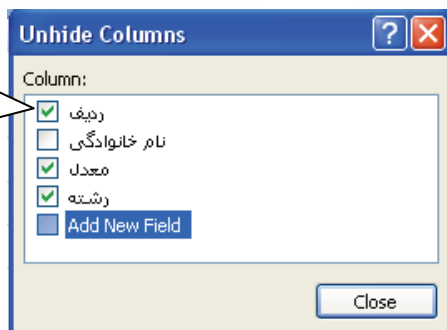 Unhide Columns
Column:
ردیف
نام خانوادگی
معدل
رشته
Add New Field
Close